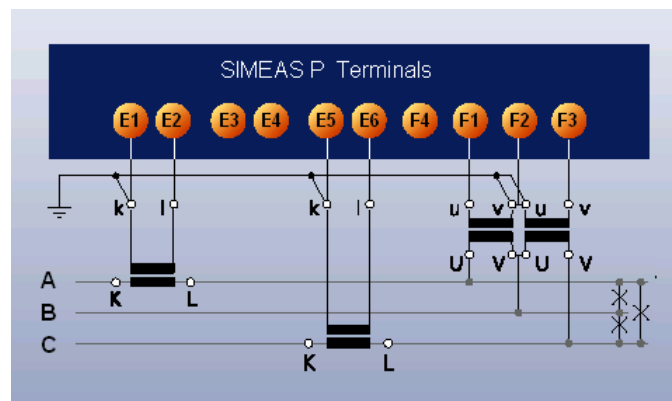 SIMEAS P Terminals
E1 E2 E3 E4 E5 E6 F4 F1 F2 F3
k l k l u v u v
U V U V
A
K L
B
C
K L